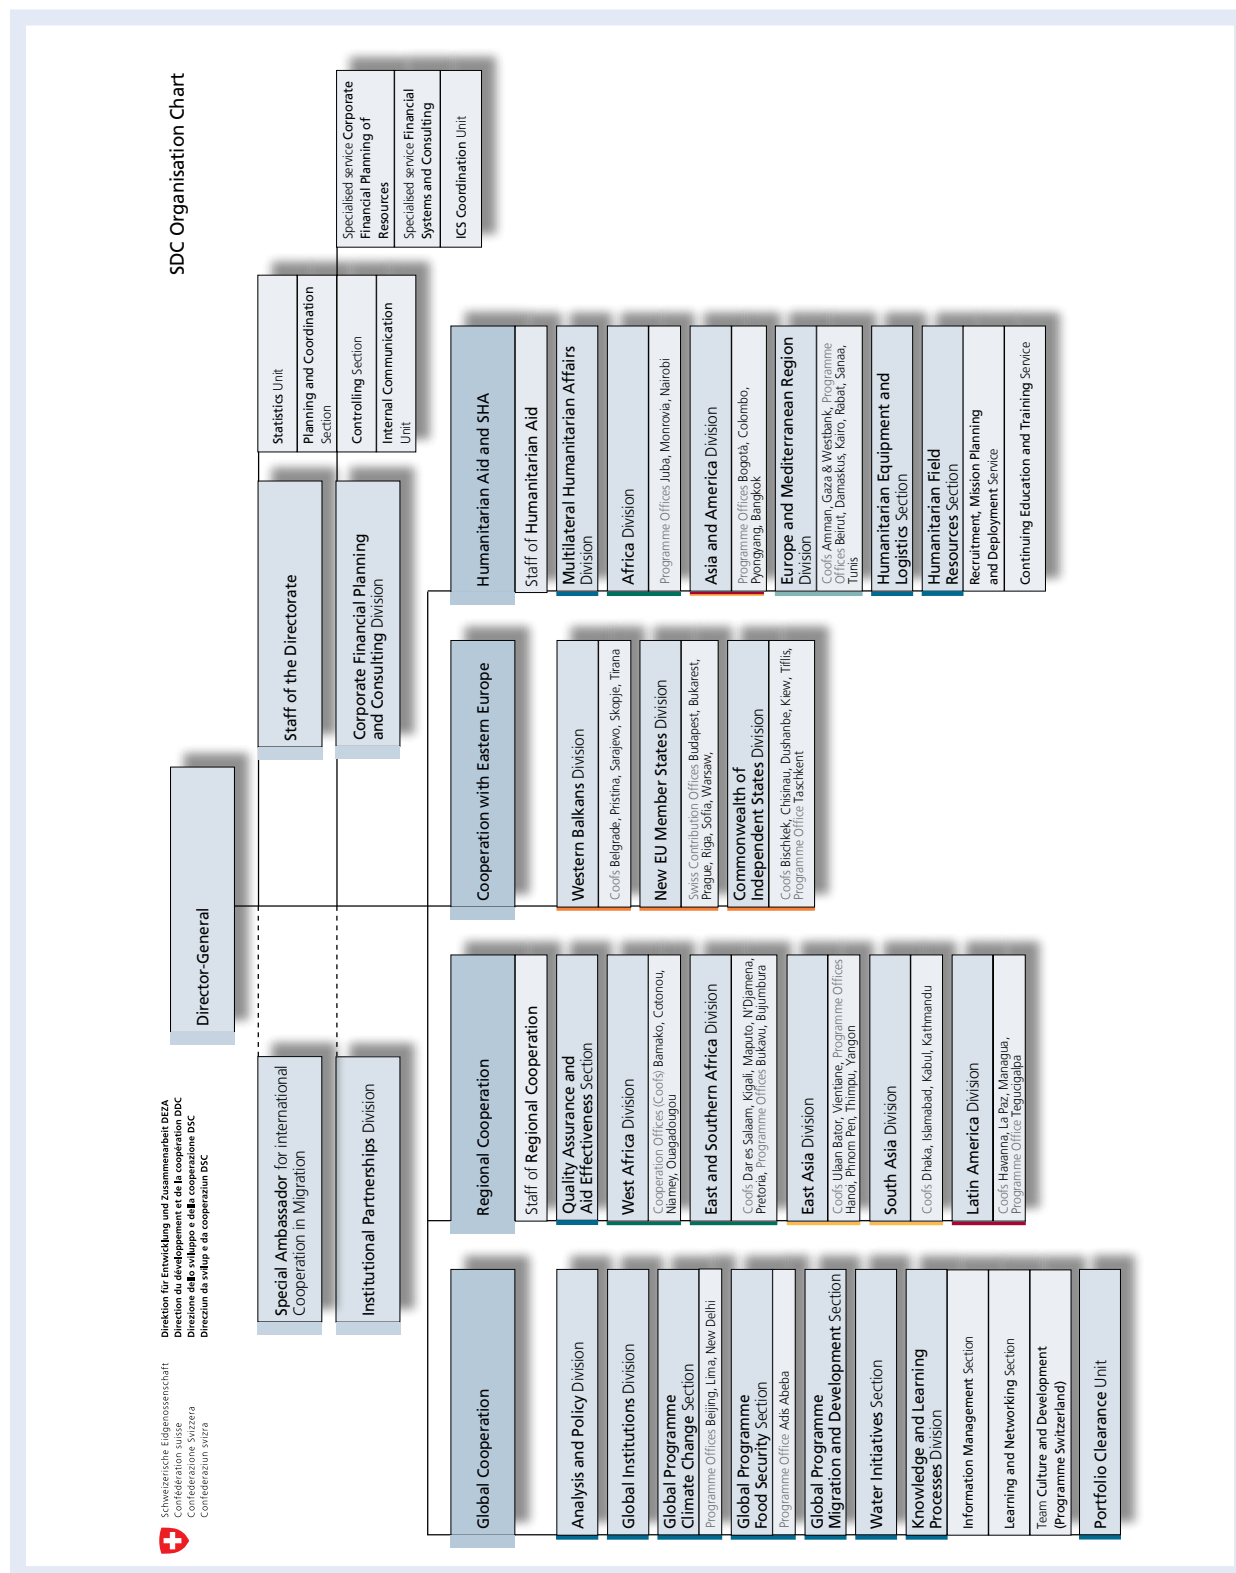 Schweizerische Eidgenossenschaft
Confédération suisse
Confederazione Svizzera
Confederaziun svizra
Direktion für Entwicklung und Zusammenarbeit DEZA
Direction du développement et de la coopération DDC
Direzione dello sviluppo e della cooperazione DSC
Direcziun da svilup e da cooperaziun DSC
SDC Organisation Chart
Director-General
Special Ambassador for international
Cooperation in Migration
Institutional Partnerships Division
Staff of the Directorate
Corporate Financial Planning
and Consulting Division
Statistics Unit
Planning and Coordination
Section
Controlling Section
Internal Communication
Unit
Specialised service Corporate
Financial Planning of
Resources
Specialised service Financial
Systems and Consulting
ICS Coordination Unit
Global Cooperation
Analysis and Policy Division
Global Institutions Division
Global Programme
Climate Change Section
Programme Offices Beijing, Lima, New Delhi
Global Programme
Food Security Section
Programme Office Adis Abeba
Global Programme
Migration and Development Section
Water Initiatives Section
Knowledge and Learning
Processes Division
Information Management Section
Learning and Networking Section
Team Culture and Development
(Programme Switzerland)
Portfolio Clearance Unit
Regional Cooperation
Staff of Regional Cooperation
Quality Assurance and
Aid Effectiveness Section
West Africa Division
Cooperation Offices (Coofs) Bamako, Cotonou,
Niamey, Ouagadougou
East and Southern Africa Division
Coofs Dar es Salaam, Kigali, Maputo, N'Djamena,
Pretoria, Programme Offices Bukavu, Bujumbura
East Asia Division
Coofs Ulaan Bator, Vientiane, Programme Offices
Hanoi, Phnom Pen, Thimpu, Yangon
South Asia Division
Coofs Dhaka, Islamabad, Kabul, Kathmandu
Latin America Division
Coofs Havanna, La Paz, Managua,
Programme Office Tegucigalpa
Cooperation with Eastern Europe
Western Balkans Division
Coofs Belgrade, Pristina, Sarajevo, Skopje, Tirana
New EU Member States Division
Swiss Contribution Offices Budapest, Bukarest,
Prague, Riga, Sofia, Warsaw,
Commonwealth of
Independent States Division
Coofs Bischkek, Chisinau, Dushanbe, Kiew, Tiflis,
Programme Office Taschkent
Humanitarian Aid and SHA
Staff of Humanitarian Aid
Multilateral Humanitarian Affairs
Division
Africa Division
Programme Offices Juba, Monrovia, Nairobi
Asia and America Division
Programme Offices Bogotà, Colombo,
Pyongyang, Bangkok
Europe and Mediterranean Region
Division
Coofs Amman, Gaza & Westbank, Programme
Offices Beirut, Damaskus, Kairo, Rabat, Sanaa,
Tunis
Humanitarian Equipment and
Logistics Section
Humanitarian Field
Resources Section
Recruitment, Mission Planning
and Deployment Service
Continuing Education and Training Service